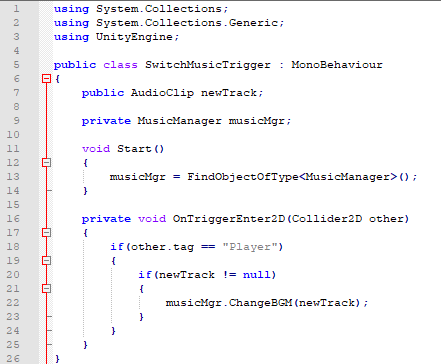 1 using System.Collections;
2 using System.Collections.Generic;
3 using UnityEngine;
4
5 public class SwitchMusicTrigger : MonoBehaviour
6 {
7     public AudioClip newTrack;
8
9     private MusicManager musicMgr;
10
11     void Start()
12     {
13         musicMgr = FindObjectOfType<MusicManager>();
14     }
15
16     private void OnTriggerEnter2D(Collider2D other)
17     {
18         if(other.tag == "Player")
19         {
20             if(newTrack != null)
21             {
22                 musicMgr.ChangeBGM(newTrack);
23             }
24         }
25     }
26 }